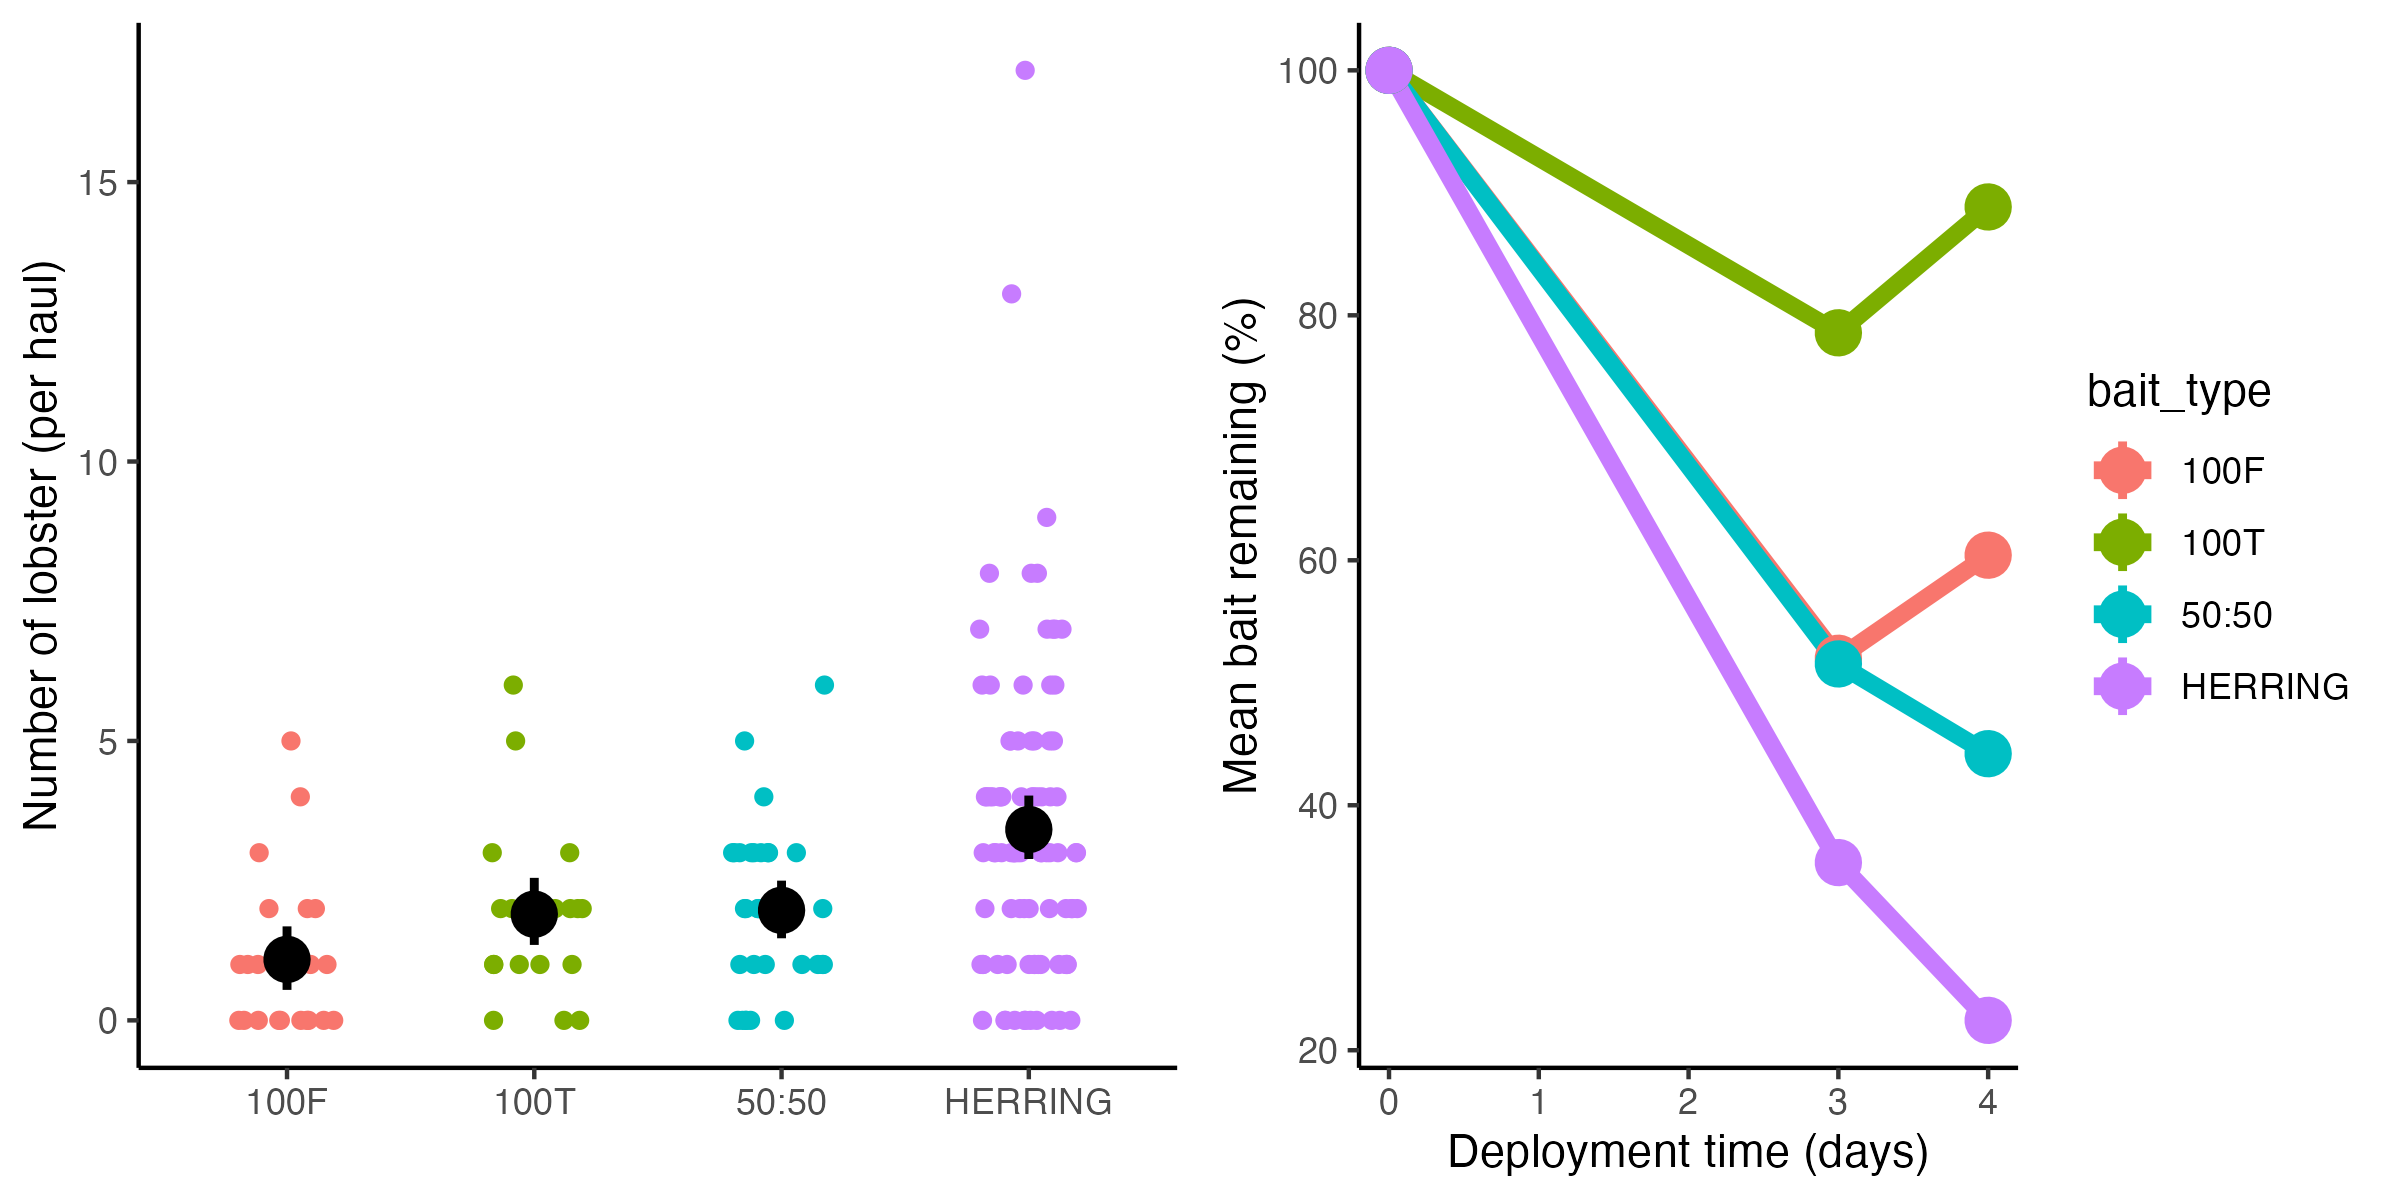 Number of lobster (per haul)
15
10
5
0
100F 100T 50:50 HERRING
Mean bait remaining (%)
100
80
60
40
20
0 1 2 3 4
Deployment time (days)
bait_type
100F
100T
50:50
HERRING